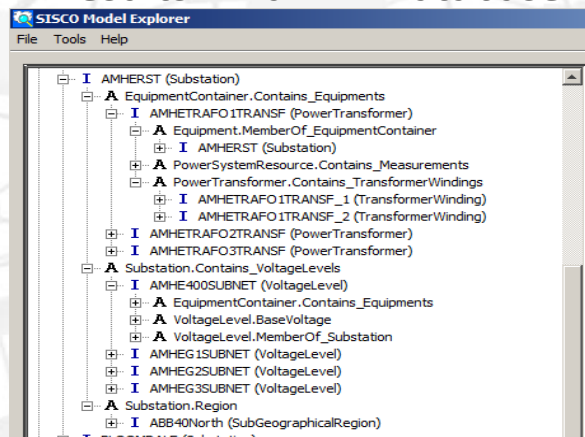 SISCO Model Explorer
File Tools Help
I AMHERST (Substation)
A EquipmentContainer.Contains_Equipments
I AMHETRAFO1TRANSF (PowerTransformer)
A Equipment.MemberOf_EquipmentContainer
I AMHERST (Substation)
A PowerSystemResource.Contains_Measurements
A PowerTransformer.Contains_TransformerWindings
I AMHETRAFO1TRANSF_1 (TransformerWinding)
I AMHETRAFO1TRANSF_2 (TransformerWinding)
I AMHETRAFO2TRANSF (PowerTransformer)
I AMHETRAFO3TRANSF (PowerTransformer)
A Substation.Contains_VoltageLevels
I AMHE400SUBNET (VoltageLevel)
A EquipmentContainer.Contains_Equipments
A VoltageLevel.BaseVoltage
A VoltageLevel.MemberOf_Substation
I AMHEG1SUBNET (VoltageLevel)
I AMHEG2SUBNET (VoltageLevel)
I AMHEG3SUBNET (VoltageLevel)
A Substation.Region
I ABB40North (SubGeographicalRegion)